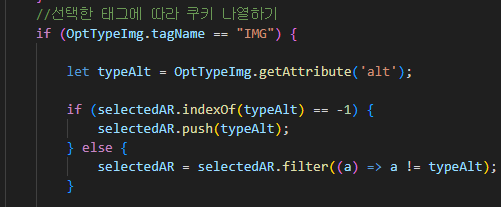 //선택한 태그에 따라 쿠키 나열하기
if (OptTypeImg.tagName == "IMG") {
let typeAlt = OptTypeImg.getAttribute('alt');
if (selectedAR.indexOf(typeAlt) == -1) {
selectedAR.push(typeAlt);
} else {
selectedAR = selectedAR.filter((a) => a != typeAlt);
}